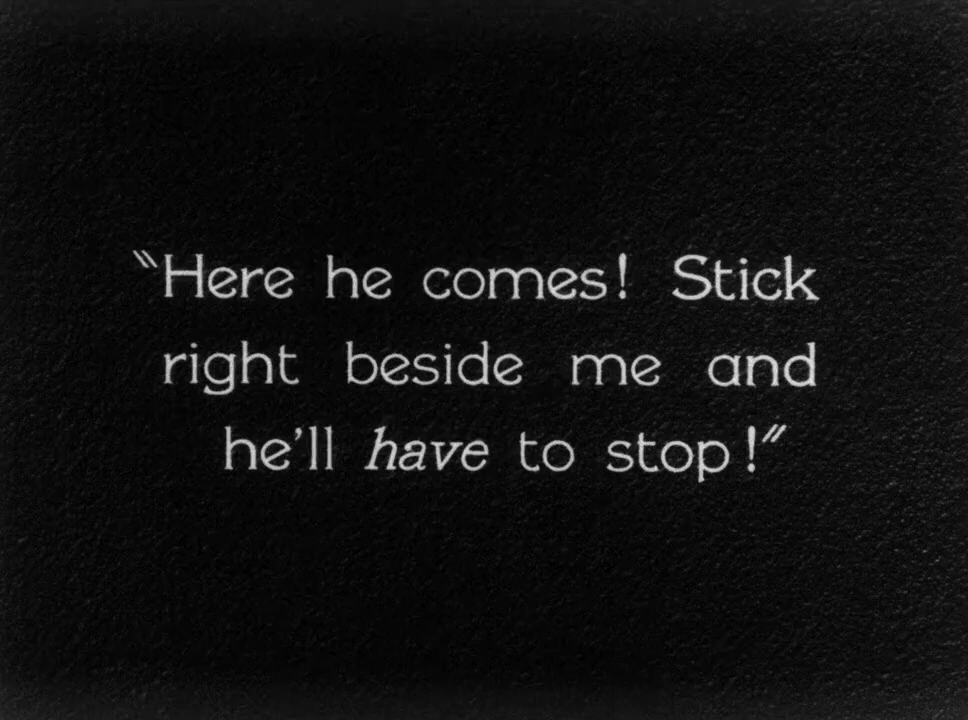 "Here he comes! Stick
right beside me and
he'll have to stop!"